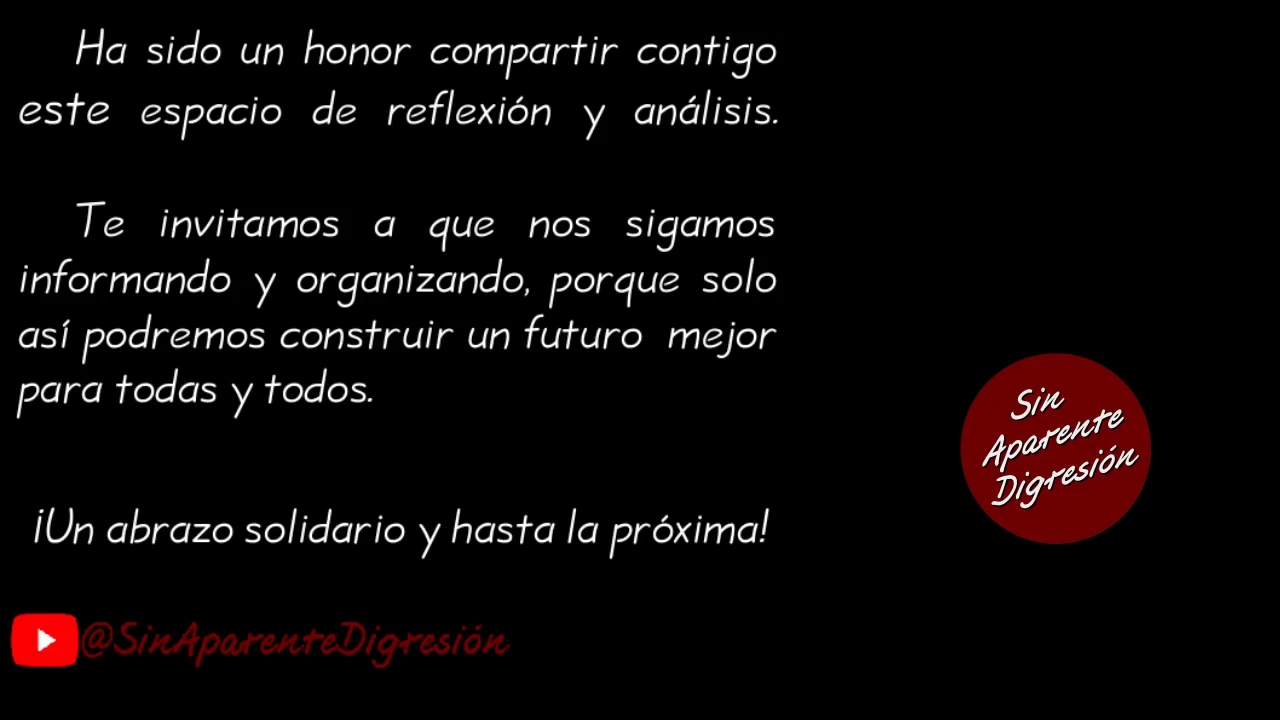 Ha sido un honor compartir contigo
este espacio de reflexión y análisis.
Te invitamos a que nos sigamos
informando y organizando, porque solo
así podremos construir un futuro mejor
para todas y todos.
¡Un abrazo solidario y hasta la próxima!
@SinAparenteDigresión
Sin
Aparente
Digresión